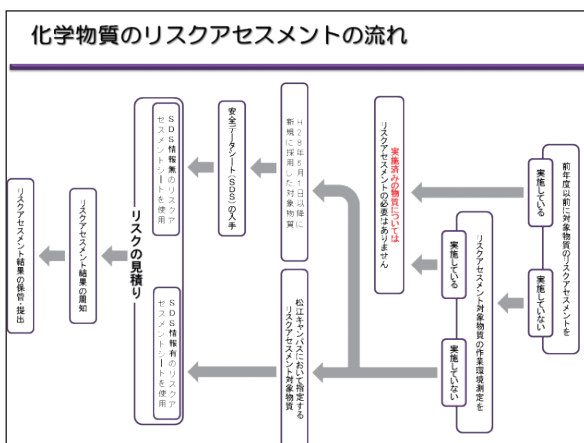 化学物質のリスクアセスメントの流れ
前年度以前に対象物質のリスクアセスメントを
実施している
実施していない
リスクアセスメント対象物質の作業環境測定を
実施している
実施していない
実施済みの物質については
リスクアセスメントの必要はありません
H28年6月1日以降に
新規に採用した対象物質
松江キャンパスにおいて指定する
リスクアセスメント対象物質
安全データシート(SDS)の入手
SDS情報無のリスクア
セスメントシートを使用
リスクの見積り
SDS情報有のリスクア
セスメントシートを使用
リスクアセスメント結果の周知
リスクアセスメント結果の保管・提出